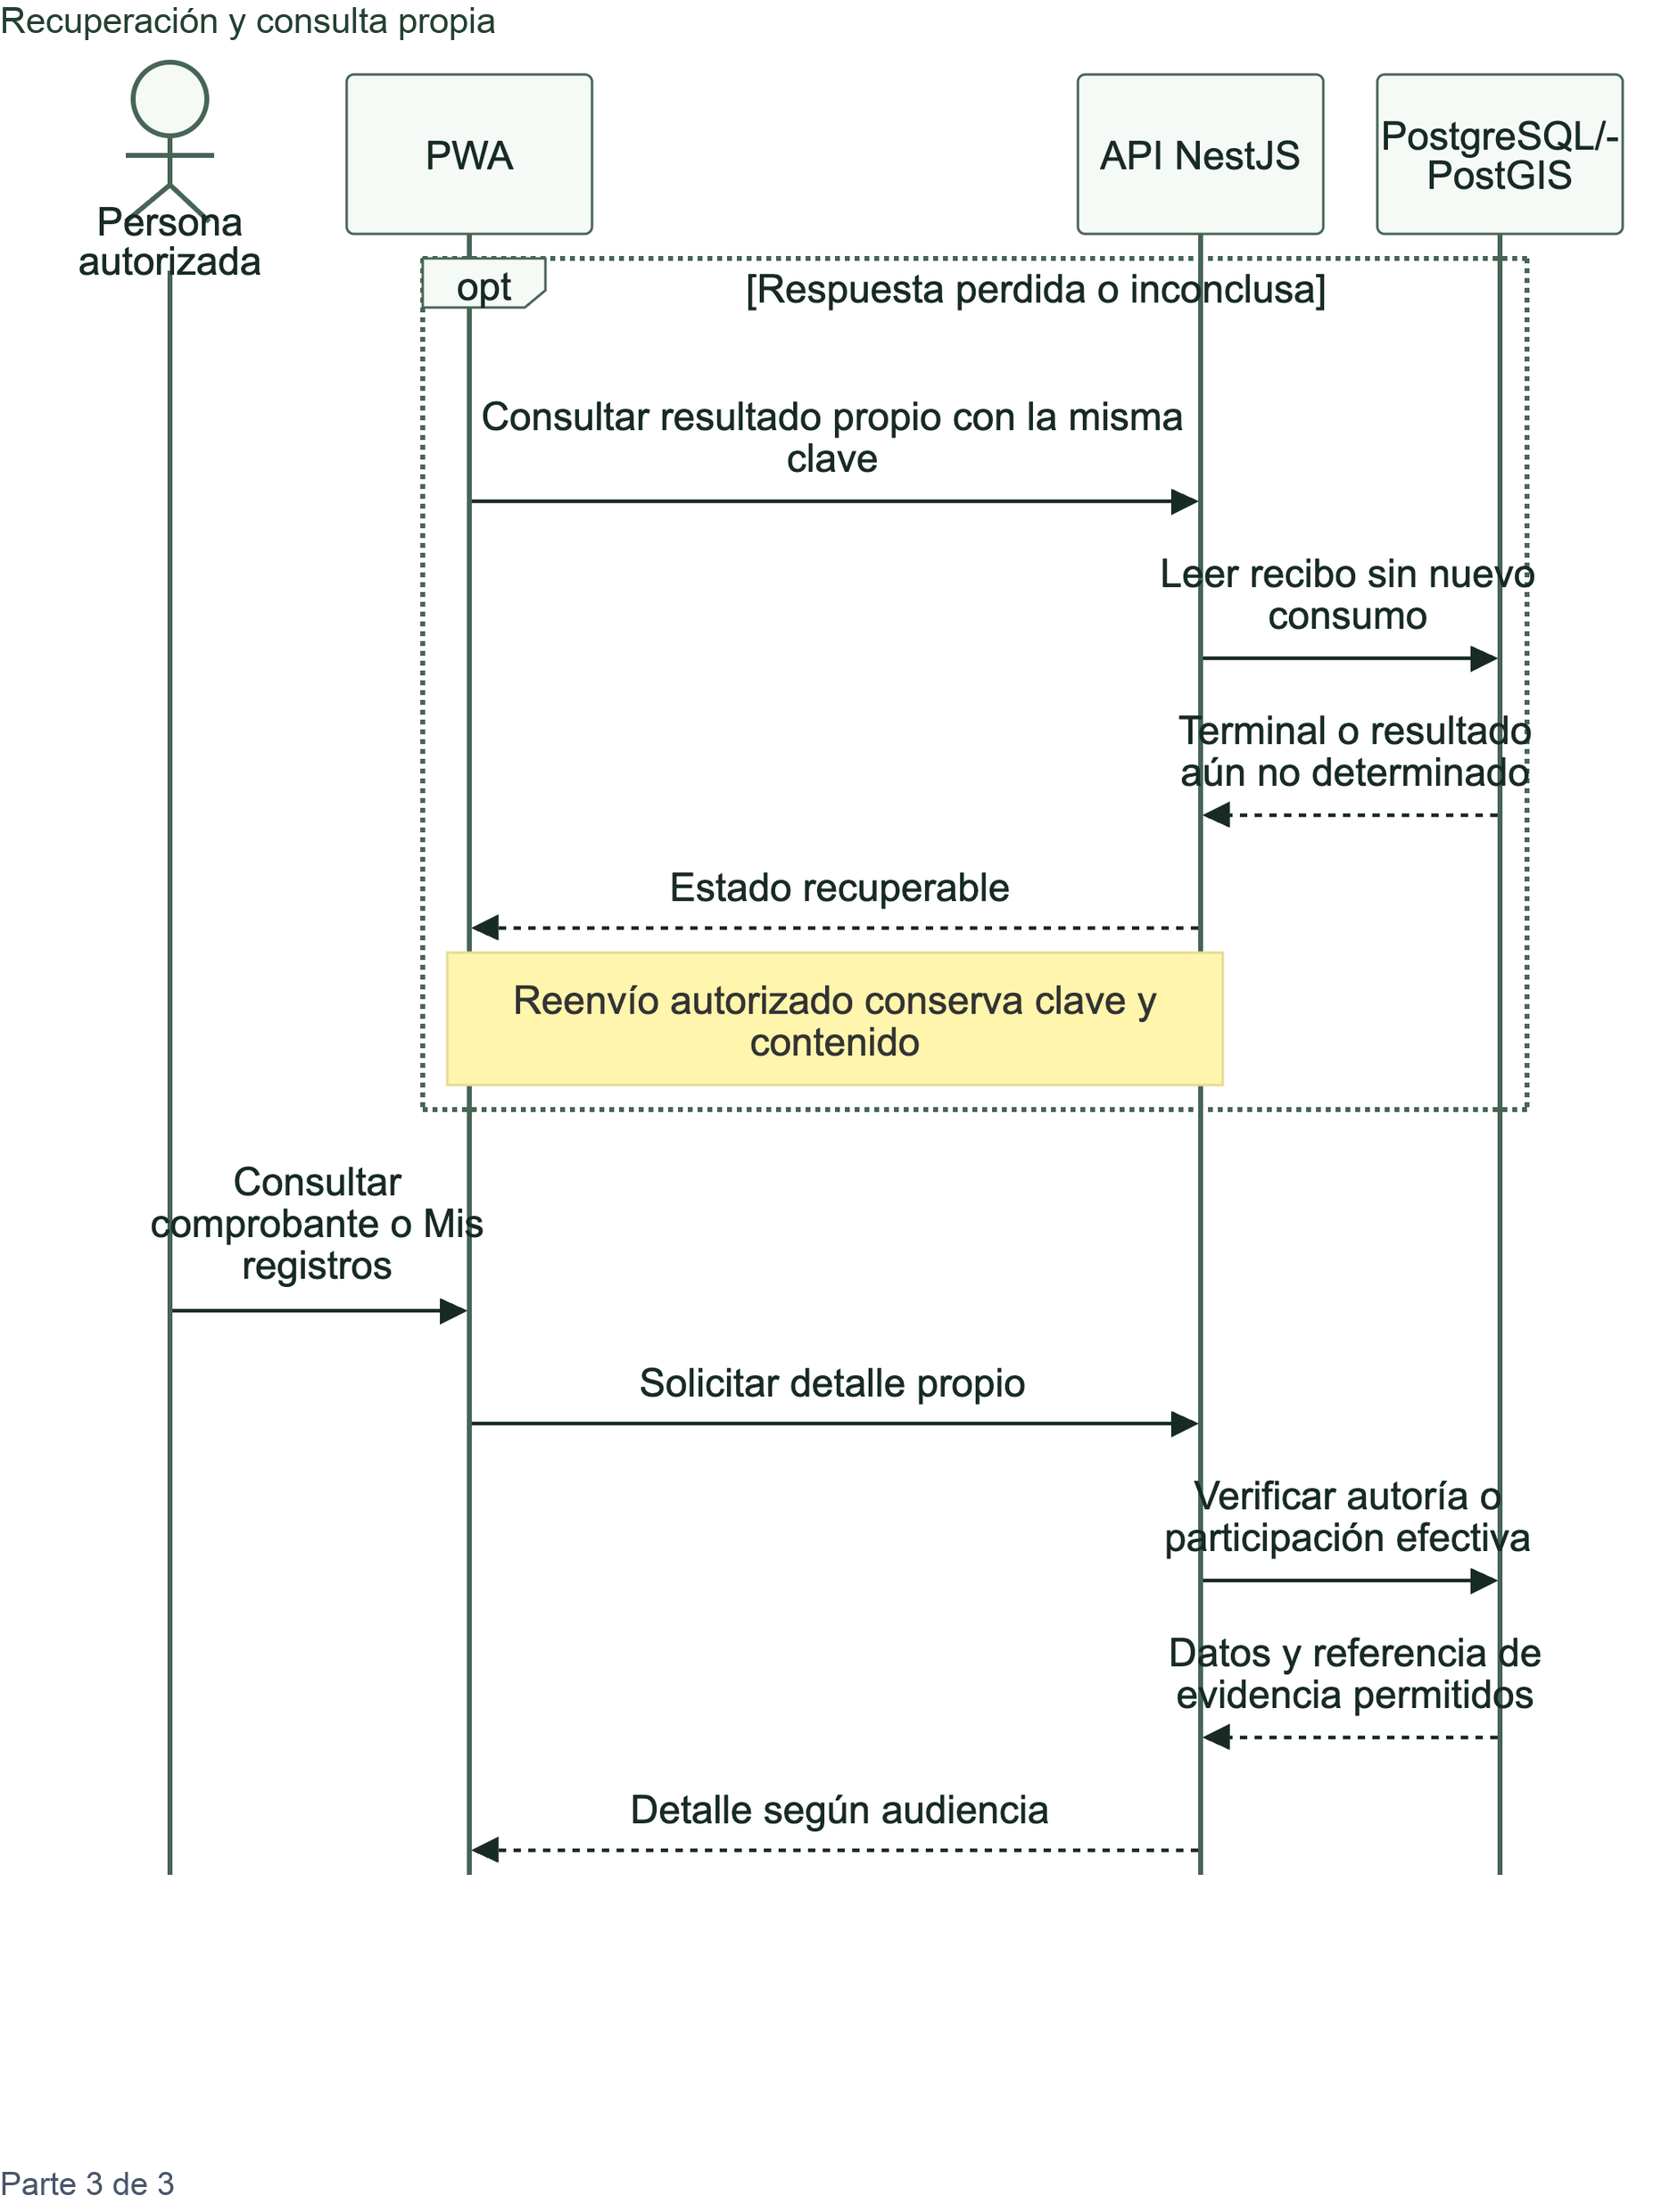 Recuperación y consulta propia
Persona
autorizada
PWA
API NestJS
PostgreSQL/-
PostGIS
opt
[Respuesta perdida o inconclusa]
Consultar resultado propio con la misma
clave
Leer recibo sin nuevo
consumo
Terminal o resultado
aún no determinado
Estado recuperable
Reenvío autorizado conserva clave y
contenido
Consultar
comprobante o Mis
registros
Solicitar detalle propio
Verificar autoría o
participación efectiva
Datos y referencia de
evidencia permitidos
Detalle según audiencia
Parte 3 de 3